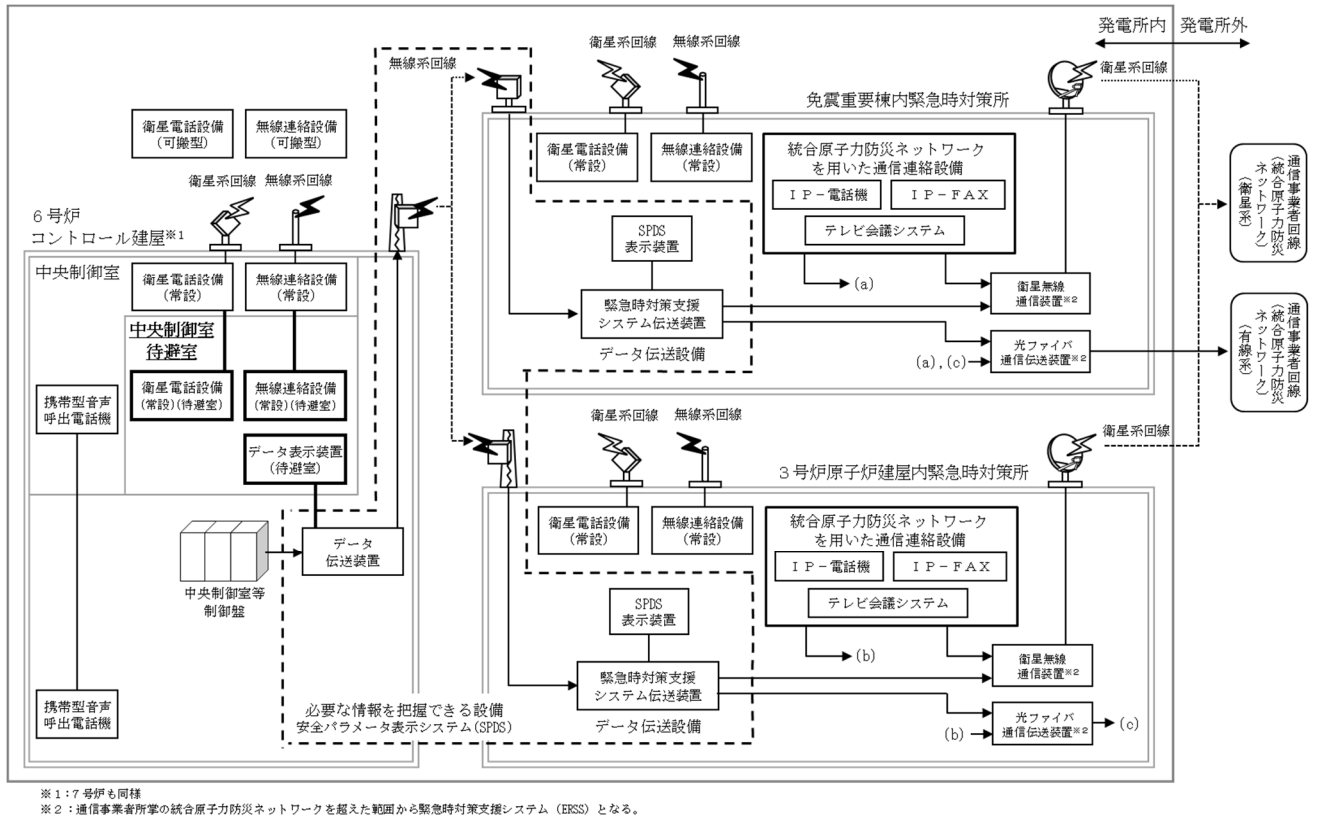 発電所内
発電所外
衛星系回線
無線系回線
無線系回線
衛星系回線
免震重要棟内緊急時対策所
衛星電話設備
(可搬型)
無線連絡設備
(可搬型)
衛星電話設備
(常設)
無線連絡設備
(常設)
統合原子力防災ネットワーク
を用いた通信連絡設備
IP-電話機
IP-FAX
テレビ会議システム
通信事業者回線
(統合原子力防災
ネットワーク)
(衛星系)
衛星系回線
無線系回線
6号炉
コントロール建屋※1
中央制御室
衛星電話設備
(常設)
無線連絡設備
(常設)
SPDS
表示装置
(a)
衛星無線
通信装置※2
緊急時対策支援
システム伝送装置
データ伝送設備
(a),(c)
光ファイバ
通信伝送装置※2
通信事業者回線
(統合原子力防災
ネットワーク)
(有線系)
中央制御室
待避室
衛星電話設備
(常設)(待避室)
無線連絡設備
(常設)(待避室)
携帯型音声
呼出電話機
データ表示装置
(待避室)
衛星系回線
無線系回線
衛星系回線
3号炉原子炉建屋内緊急時対策所
衛星電話設備
(常設)
無線連絡設備
(常設)
統合原子力防災ネットワーク
を用いた通信連絡設備
IP-電話機
IP-FAX
テレビ会議システム
データ
伝送装置
中央制御室等
制御盤
SPDS
表示装置
(b)
衛星無線
通信装置※2
緊急時対策支援
システム伝送装置
データ伝送設備
(b)
光ファイバ
通信伝送装置※2
(c)
携帯型音声
呼出電話機
必要な情報を把握できる設備
安全パラメータ表示システム(SPDS)
※1:7号炉も同様
※2:通信事業者所掌の統合原子力防災ネットワークを超えた範囲から緊急時対策支援システム(ERSS)となる。